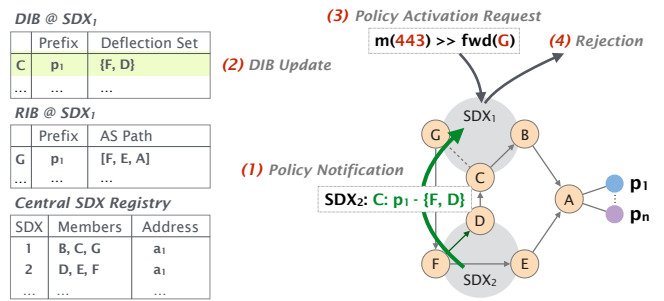 DIB @ SDX1
Prefix Deflection Set
C p1 {F, D}
... ... ...
RIB @ SDX1
Prefix AS Path
G p1 [F, E, A]
... ...
Central SDX Registry
SDX Members Address
1 B, C, G a1
2 D, E, F a1
... ... ...
(3) Policy Activation Request
m(443) >> fwd(G)
(4) Rejection
(2) DIB Update
(1) Policy Notification
SDX2: C: p1 - {F, D}
SDX1
G
B
C
D
F
SDX2
E
A
p1
pn